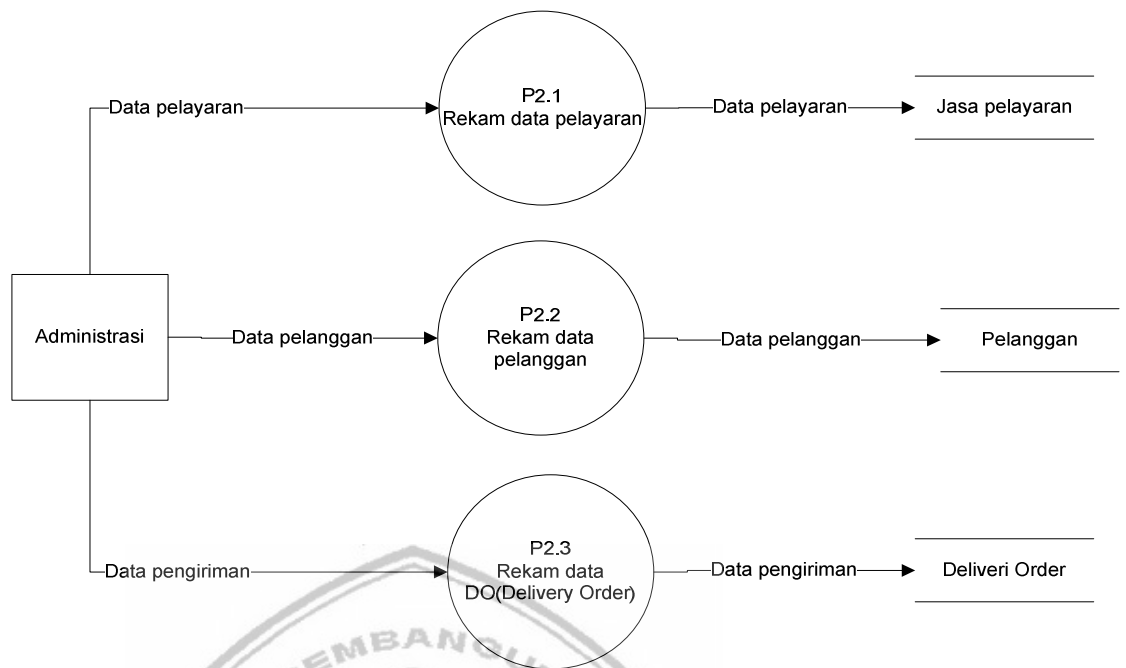 P2.1
Data pelayaran
Rekam data pelayaran
Data pelayaran
Jasa pelayaran
P2.2
Administrasi
Data pelanggan
Rekam data
pelanggan
Data pelanggan
Pelanggan
P2.3
Data pengiriman
Rekam data
DO(Delivery Order)
Data pengiriman
Deliveri Order